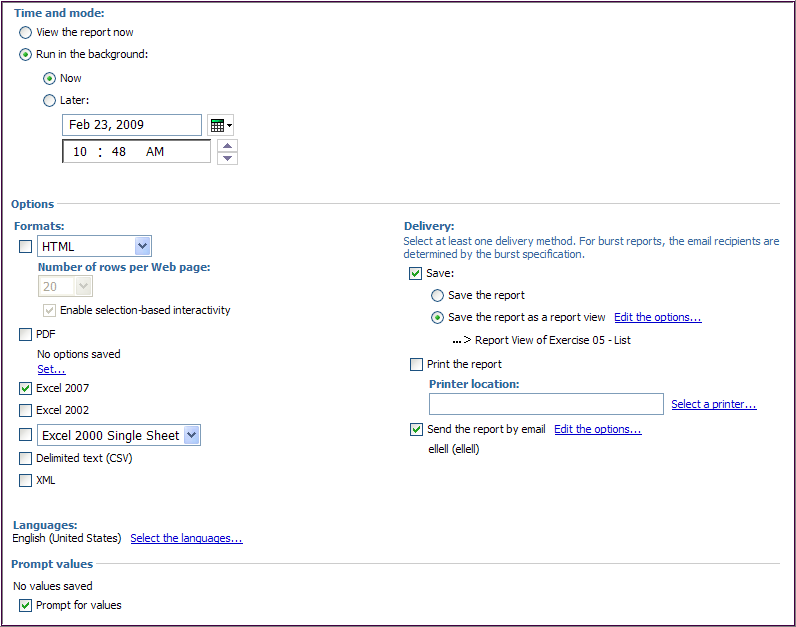 Time and mode:
View the report now
Run in the background:
Now
Later:
Feb 23, 2009
10 : 48 AM
Options
Formats:
HTML
Number of rows per Web page:
20
Enable selection-based interactivity
PDF
No options saved
Set...
Excel 2007
Excel 2002
Excel 2000 Single Sheet
Delimited text (CSV)
XML
Delivery:
Select at least one delivery method. For burst reports, the email recipients are
determined by the burst specification.
Save:
Save the report
Save the report as a report view Edit the options...
...> Report View of Exercise 05 - List
Print the report
Printer location:
Select a printer...
Send the report by email Edit the options...
ellell (ellell)
Languages:
English (United States) Select the languages...
Prompt values
No values saved
Prompt for values